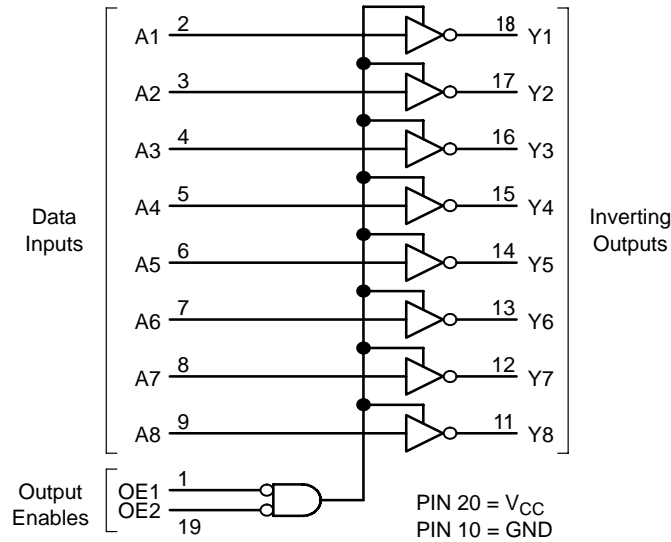 A1 2 18 Y1
A2 3 17 Y2
A3 4 16 Y3
A4 5 15 Y4
Data
Inputs
Inverting
Outputs
A5 6 14 Y5
A6 7 13 Y6
A7 8 12 Y7
A8 9 11 Y8
Output
Enables
OE1 1
OE2 19
PIN 20 = VCC
PIN 10 = GND